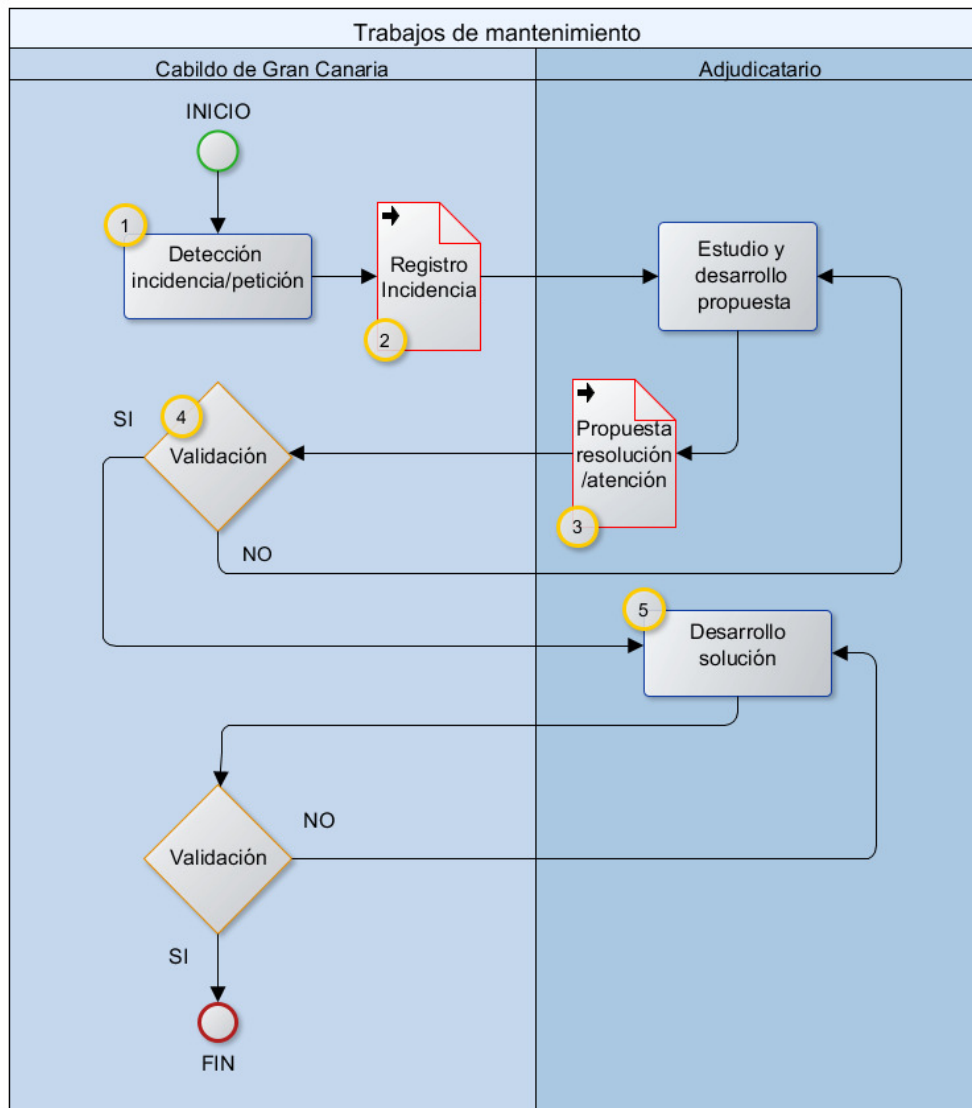 Trabajos de mantenimiento
Cabildo de Gran Canaria
Adjudicatario
INICIO
1
Detección
incidencia/petición
Registro
Incidencia
2
Estudio y
desarrollo
propuesta
SI
4
Validación
NO
Propuesta
resolución
/atención
3
5
Desarrollo
solución
Validación
NO
SI
FIN